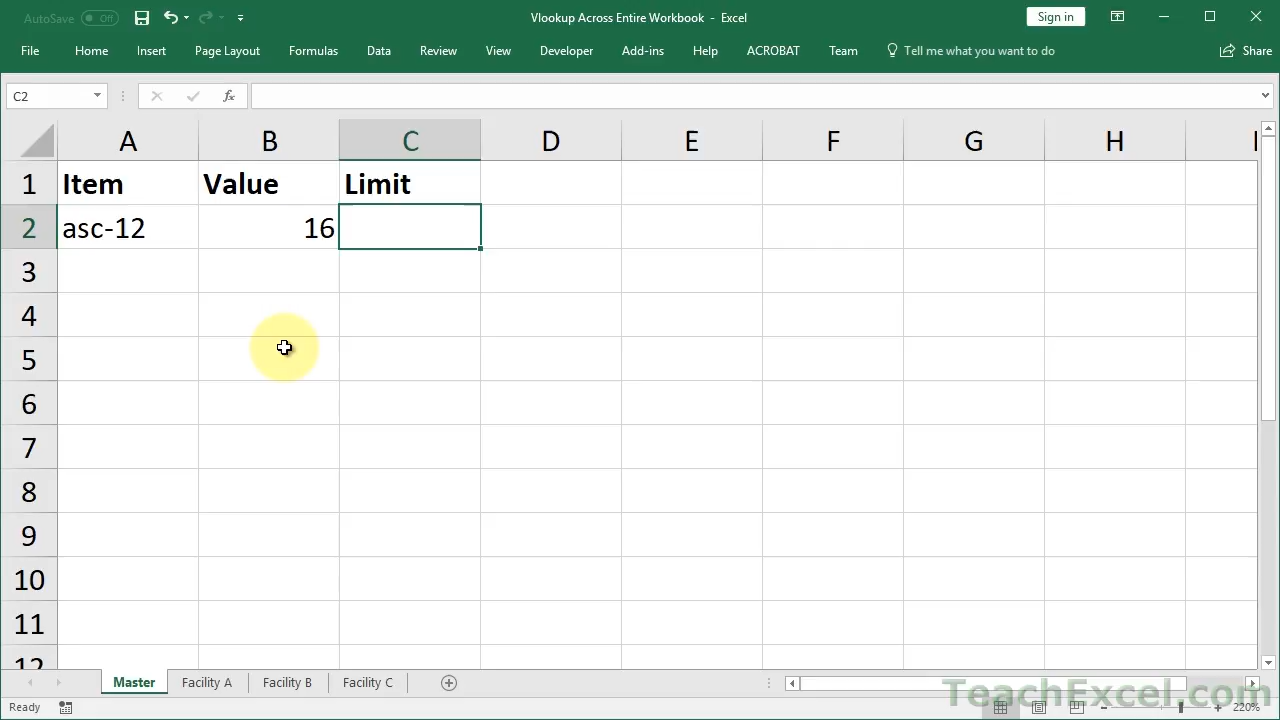 AutoSave Off
Vlookup Across Entire Workbook - Excel
Sign in
File Home Insert Page Layout Formulas Data Review View Developer Add-ins Help ACROBAT Team Tell me what you want to do Share
C2 fx
A B C D E F G H
1 Item Value Limit
2 asc-12 16
3
4
5
6
7
8
9
10
11
12
Master Facility A Facility B Facility C
Ready 220%
TeachExcel.com